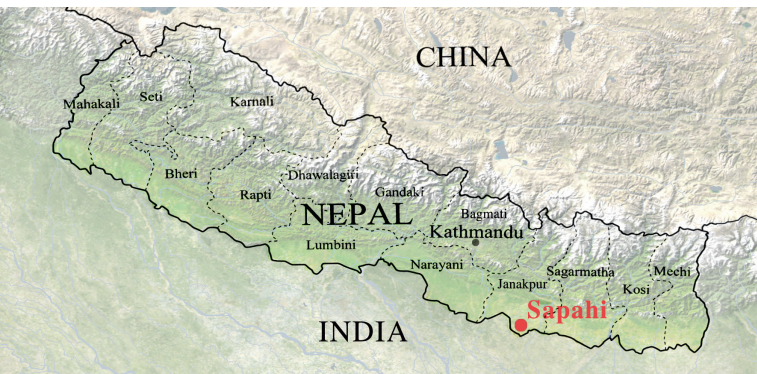 CHINA
Mahakali
Seti
Karnali
Bheri
Dhawalagiri
Rapti
Gandaki
NEPAL
Bagmati
Kathmandu
Lumbini
Narayani
Janakpur
Sagarmatha
Mechi
Kosi
Sapahi
INDIA